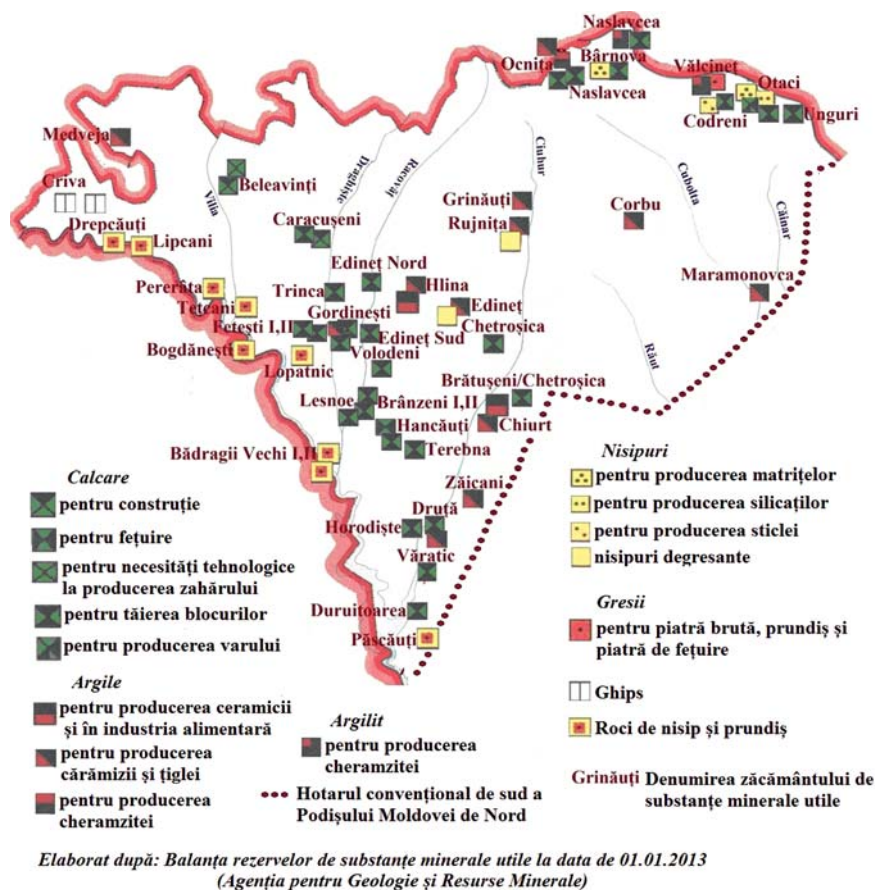 Naslavcea
Ocnița
Bârnova
Vălcineț
Otaci
Naslavcea
Codreni
Unguri
Medveja
Criva
Vilia
Beleavinți
Draghiște
Racovăț
Ciuhur
Cubolta
Căinar
Grinăuți
Corbu
Rujnița
Drepcăuți
Lipcani
Caracușeni
Edineț Nord
Maramonovca
Pererâta
Tețcani
Trinca
Hlina
Gordinești
Edineț
Fetești I,II
Edineț Sud
Chetroșica
Bogdănești
Volodeni
Lopatnic
Răut
Brătușeni/Chetroșica
Lesnoe
Brânzeni I,II
Hancăuți
Chiurt
Bădragii Vechi I,II
Terebna
Zăicani
Druță
Horodiște
Văratic
Duruitoarea
Păscăuți
Calcare
pentru construție
pentru fețuire
pentru necesități tehnologice
la producerea zahărului
pentru tăierea blocurilor
pentru producerea varului
Argile
pentru producerea ceramicii
și în industria alimentară
pentru producerea
cărămizii și țiglei
pentru producerea
cheramzitei
Argilit
pentru producerea
cheramzitei
Hotarul convențional de sud a
Podișului Moldovei de Nord
Nisipuri
pentru producerea matrițelor
pentru producerea silicaților
pentru producerea sticlei
nisipuri degresante
Gresii
pentru piatră brută, prundiș și
piatră de fețuire
Ghips
Roci de nisip și prundiș
Grinăuți Denumirea zăcământului de
substanțe minerale utile
Elaborat după: Balanța rezervelor de substanțe minerale utile la data de 01.01.2013
(Agenția pentru Geologie și Resurse Minerale)